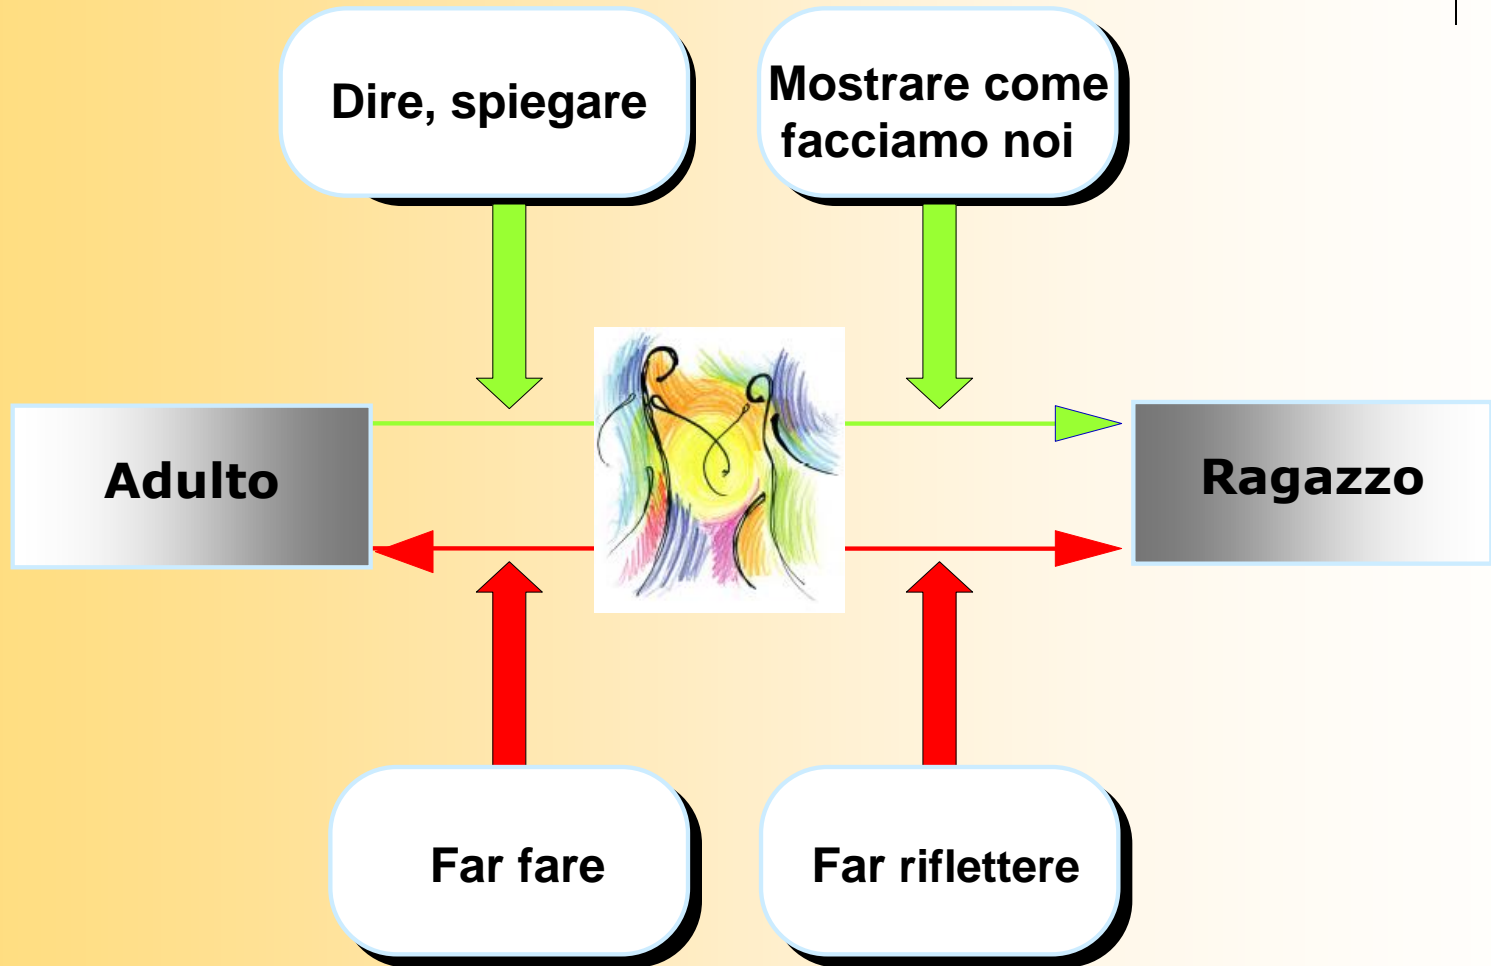 Dire, spiegare
Mostrare come
facciamo noi
Adulto
Ragazzo
Far fare
Far riflettere